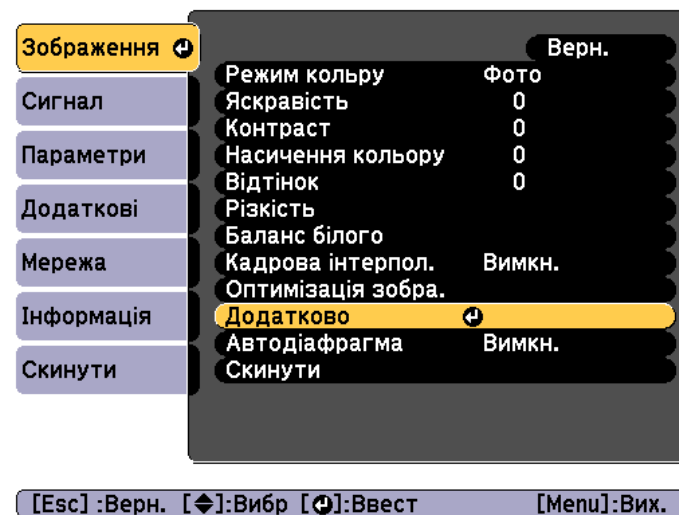 Зображення
Сигнал
Параметри
Додаткові
Мережа
Інформація
Скинути
Верн.
Режим кольру Фото
Яскравість 0
Контраст 0
Насичення кольору 0
Відтінок 0
Різкість
Баланс білого
Кадрова інтерпол. Вимкн.
Оптимізація зобра.
Додатково
Автодіафрагма Вимкн.
Скинути
[Esc] :Верн. [◆]:Вибр [⏎]:Ввест [Menu]:Вих.